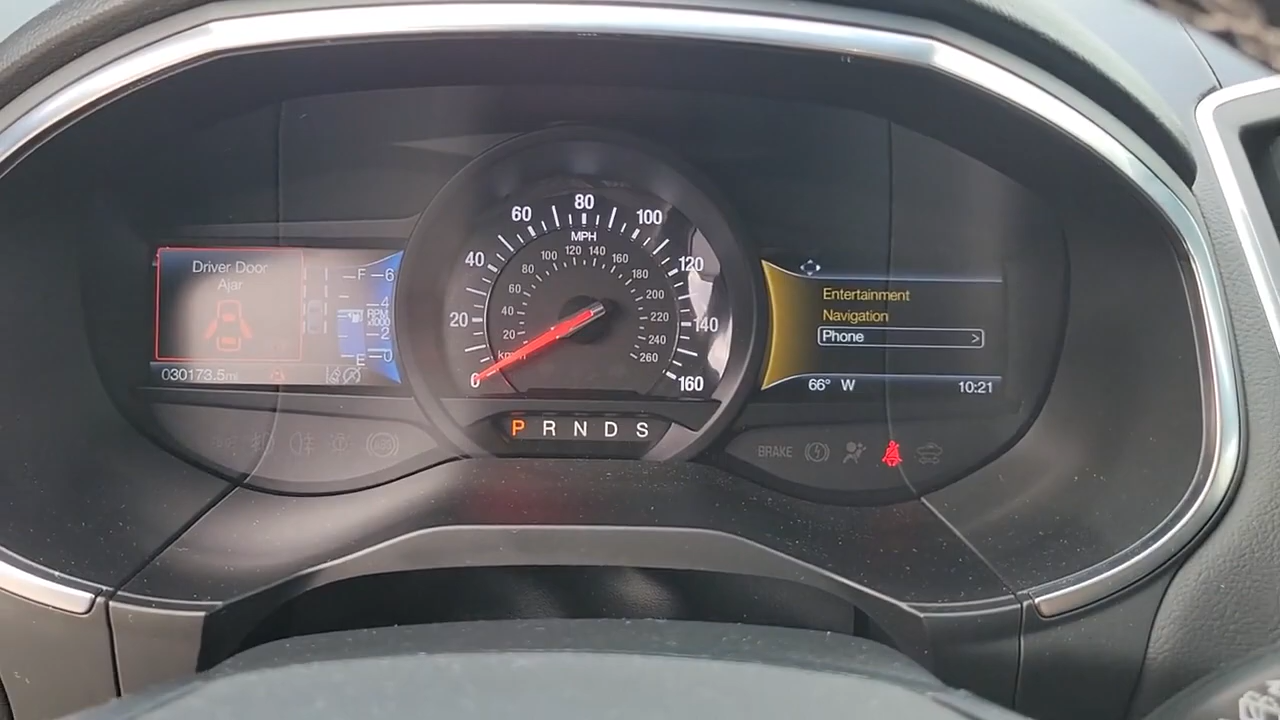 Driver Door
Ajar
F 6
4
RPM
x1000
2
E 0
030173.5mi
0
20
40
60
80
100
120
140
160
MPH
20
40
60
80
100
120
140
160
180
200
220
240
260
km/h
P R N D S
Entertainment
Navigation
Phone >
66° W 10:21
BRAKE